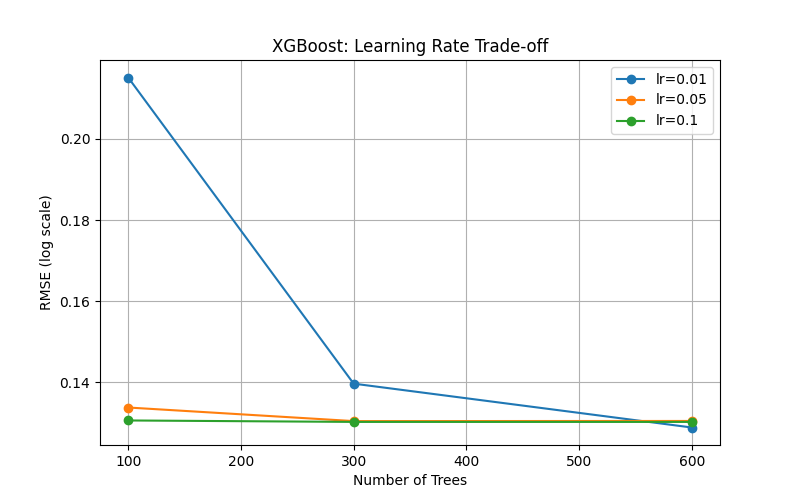 XGBoost: Learning Rate Trade-off
lr=0.01
lr=0.05
lr=0.1
RMSE (log scale)
0.20
0.18
0.16
0.14
100 200 300 400 500 600
Number of Trees